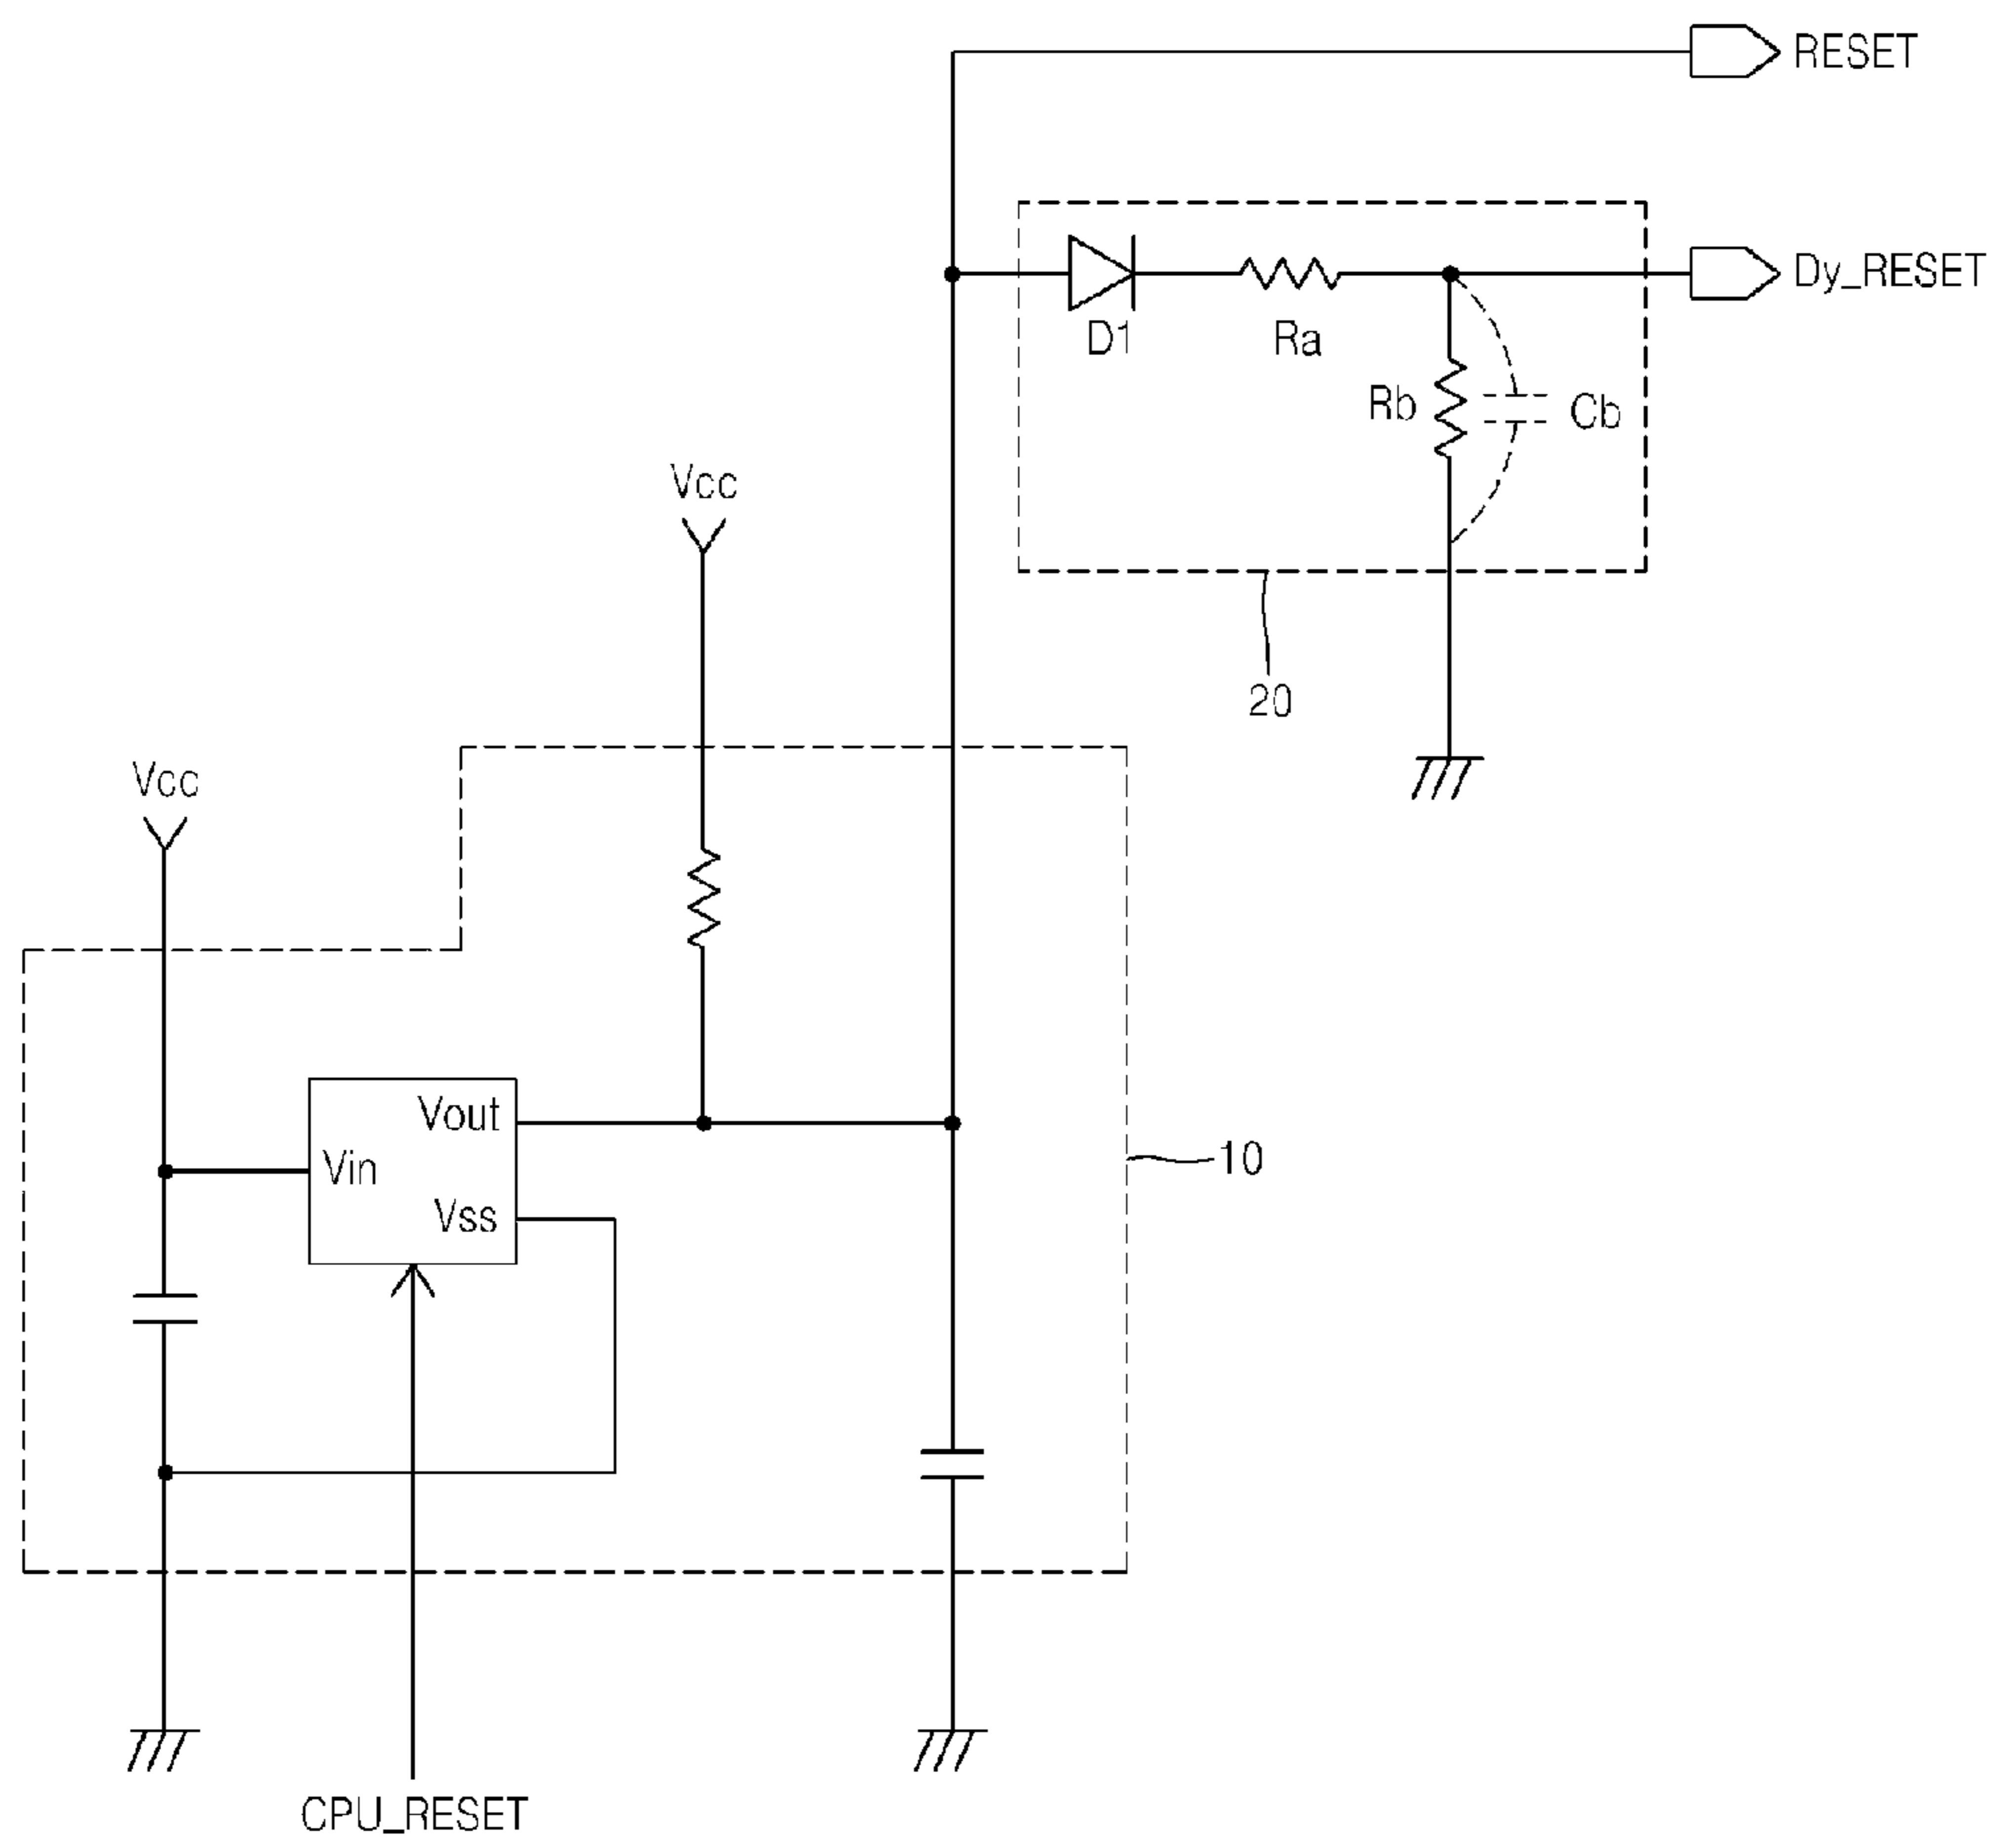 RESET
Dy_RESET
D1
Ra
Rb
Cb
Vcc
20
Vcc
Vout
Vin
10
Vss
CPU_RESET